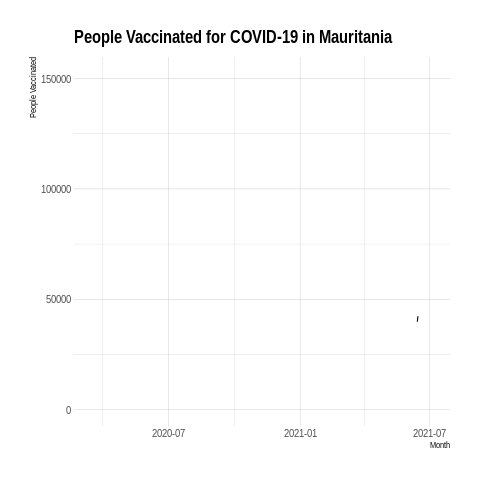 People Vaccinated for COVID-19 in Mauritania
People Vaccinated
150000
100000
50000
0
2020-07 2021-01 2021-07
Month